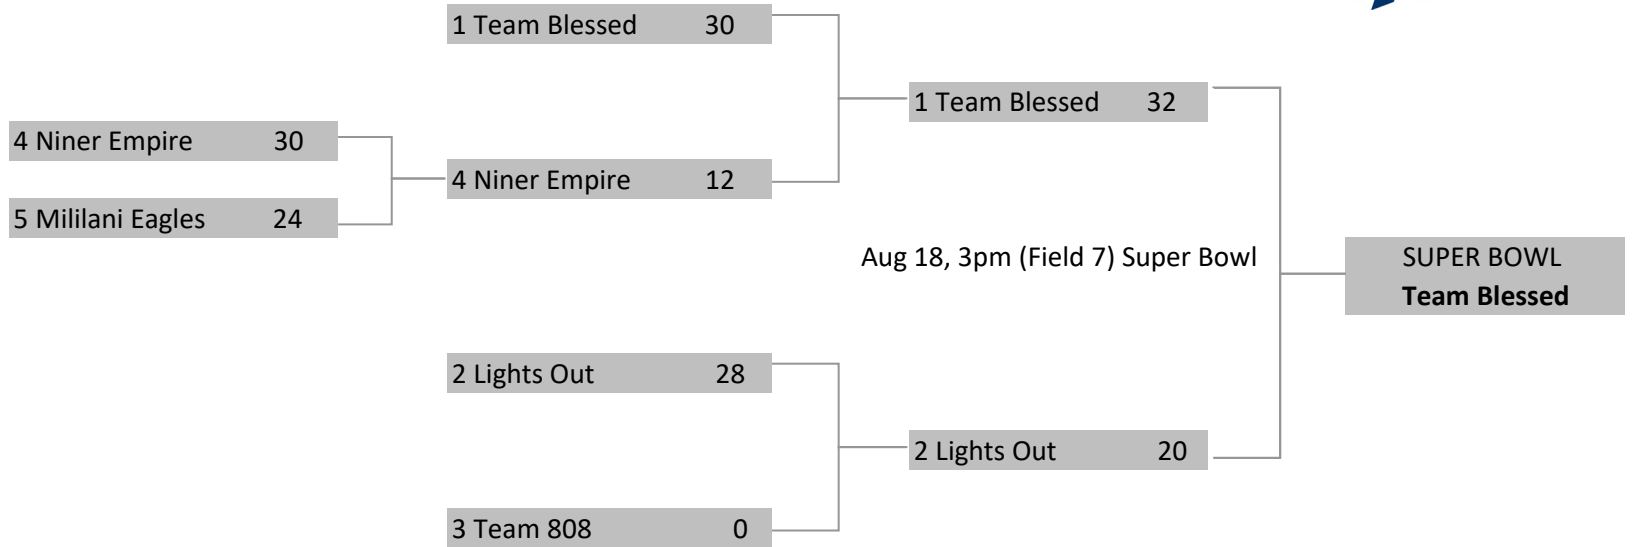 1 Team Blessed 30
1 Team Blessed 32
4 Niner Empire 30
4 Niner Empire 12
5 Mililani Eagles 24
Aug 18, 3pm (Field 7) Super Bowl
SUPER BOWL
Team Blessed
2 Lights Out 28
2 Lights Out 20
3 Team 808 0